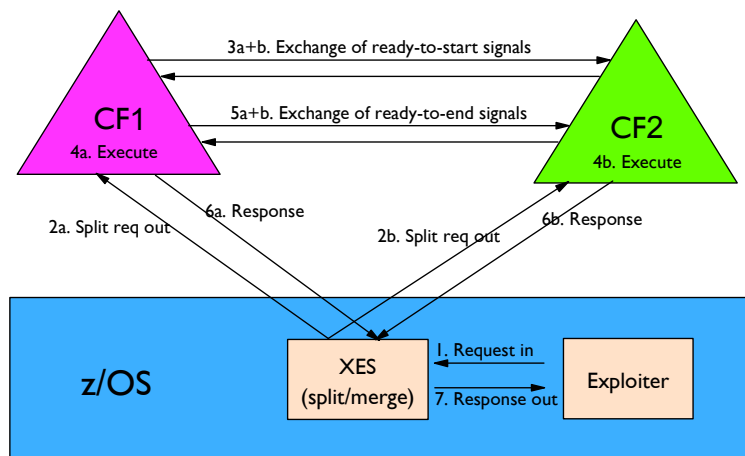 3a+b. Exchange of ready-to-start signals
5a+b. Exchange of ready-to-end signals
CF1
4a. Execute
CF2
4b. Execute
2a. Split req out
6a. Response
2b. Split req out
6b. Response
z/OS
XES
(split/merge)
1. Request in
7. Response out
Exploiter